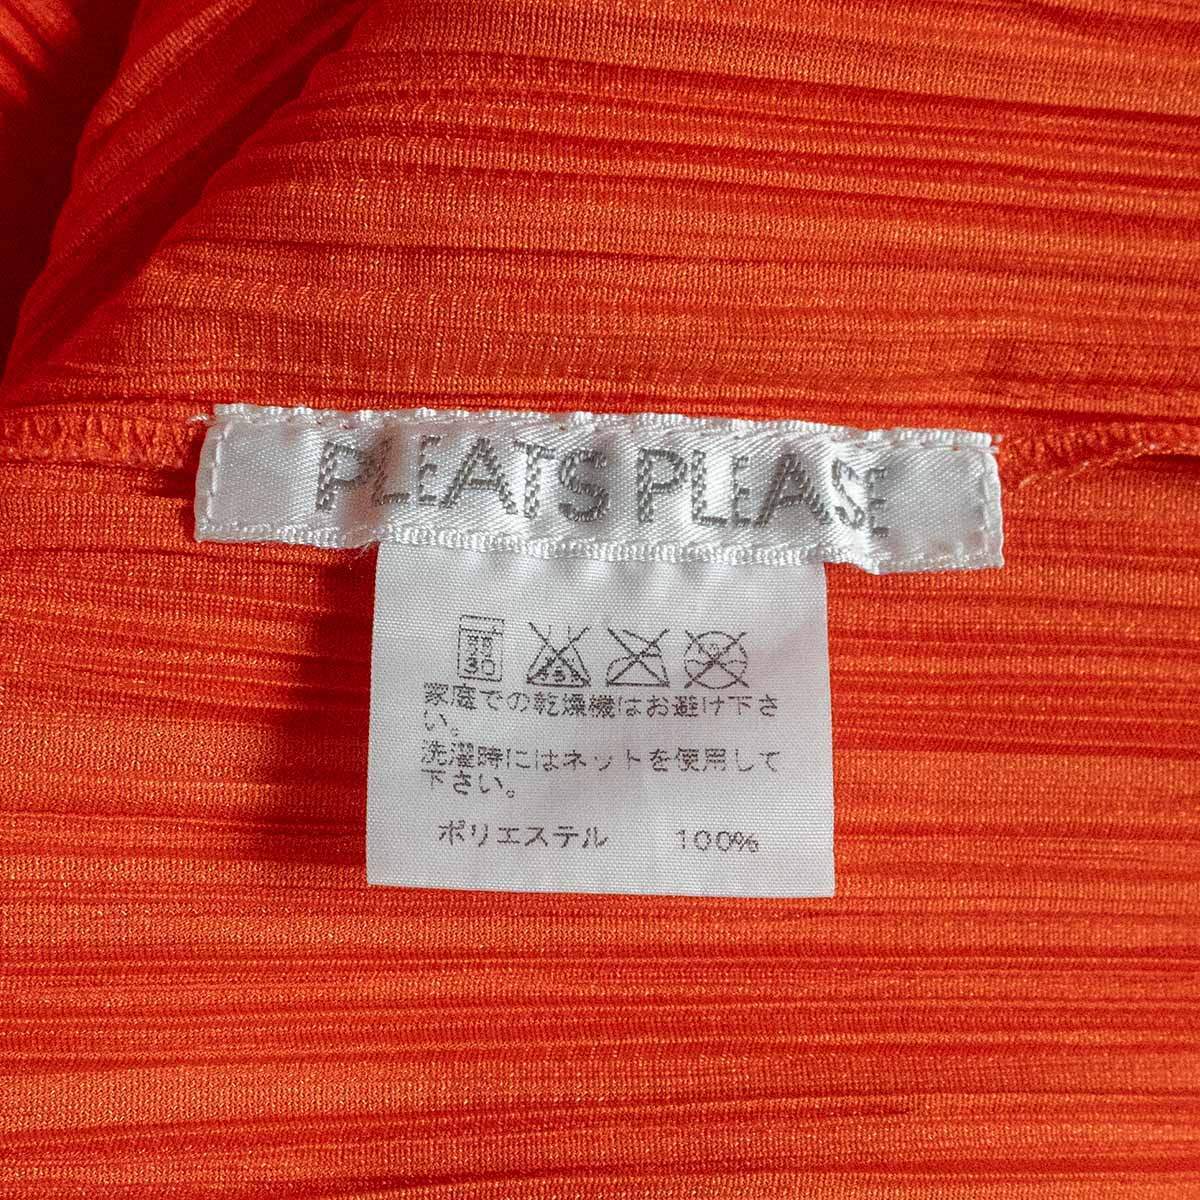 PLEATS PLEASE
30
家庭での乾燥機はお避け下さ
い。
洗濯時にはネットを使用して
下さい。
ポリエステル 100%